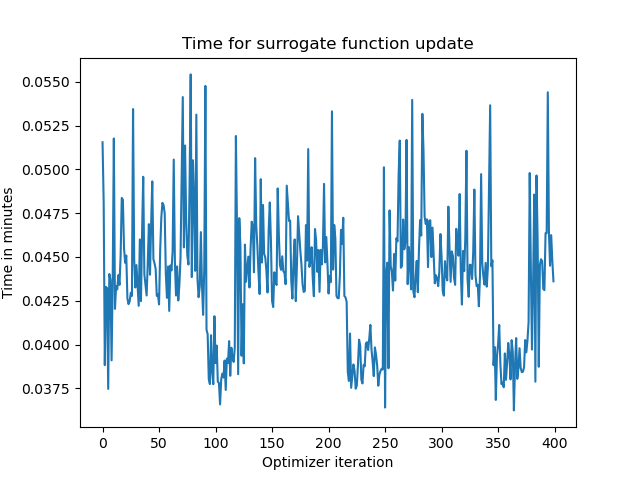 Time for surrogate function update
0.0550
0.0525
0.0500
0.0475
0.0450
0.0425
0.0400
0.0375
Time in minutes
0 50 100 150 200 250 300 350 400
Optimizer iteration